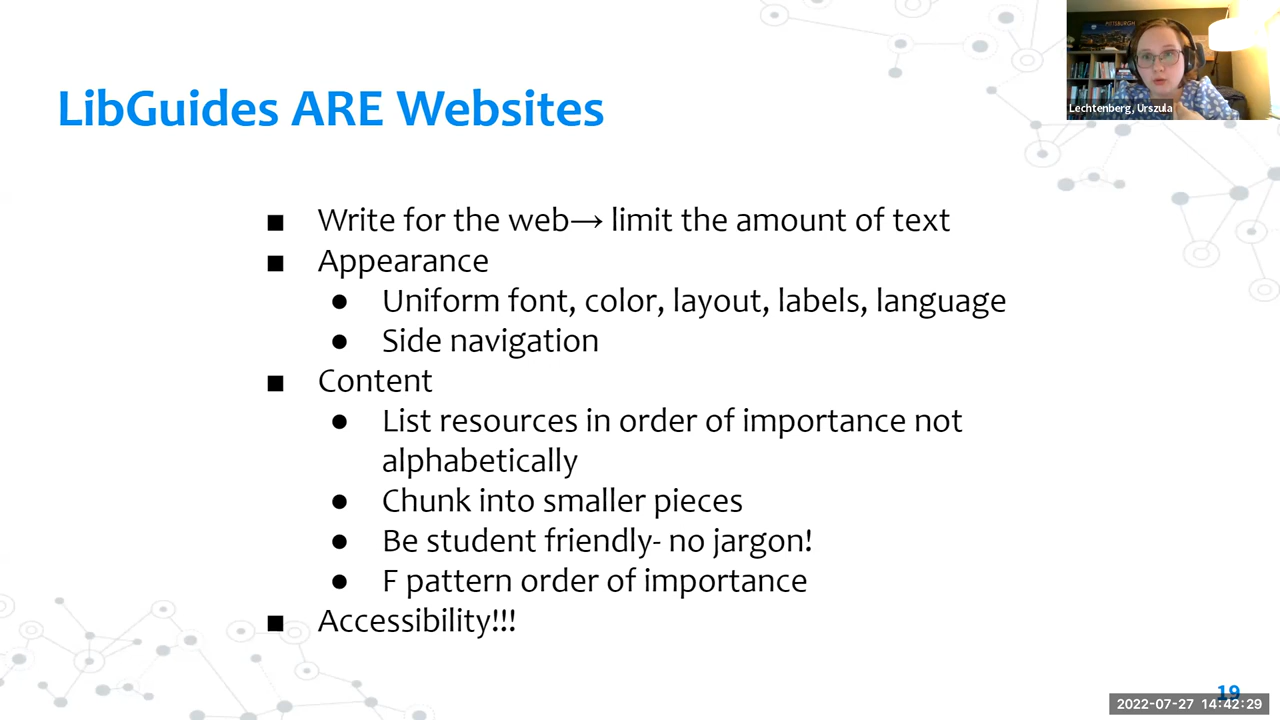 LibGuides ARE Websites
PITTSBURGH
Lechtenberg, Urszula
■ Write for the web→ limit the amount of text
■ Appearance
● Uniform font, color, layout, labels, language
● Side navigation
■ Content
● List resources in order of importance not
alphabetically
● Chunk into smaller pieces
● Be student friendly- no jargon!
● F pattern order of importance
■ Accessibility!!!
19
2022-07-27 14:42:29